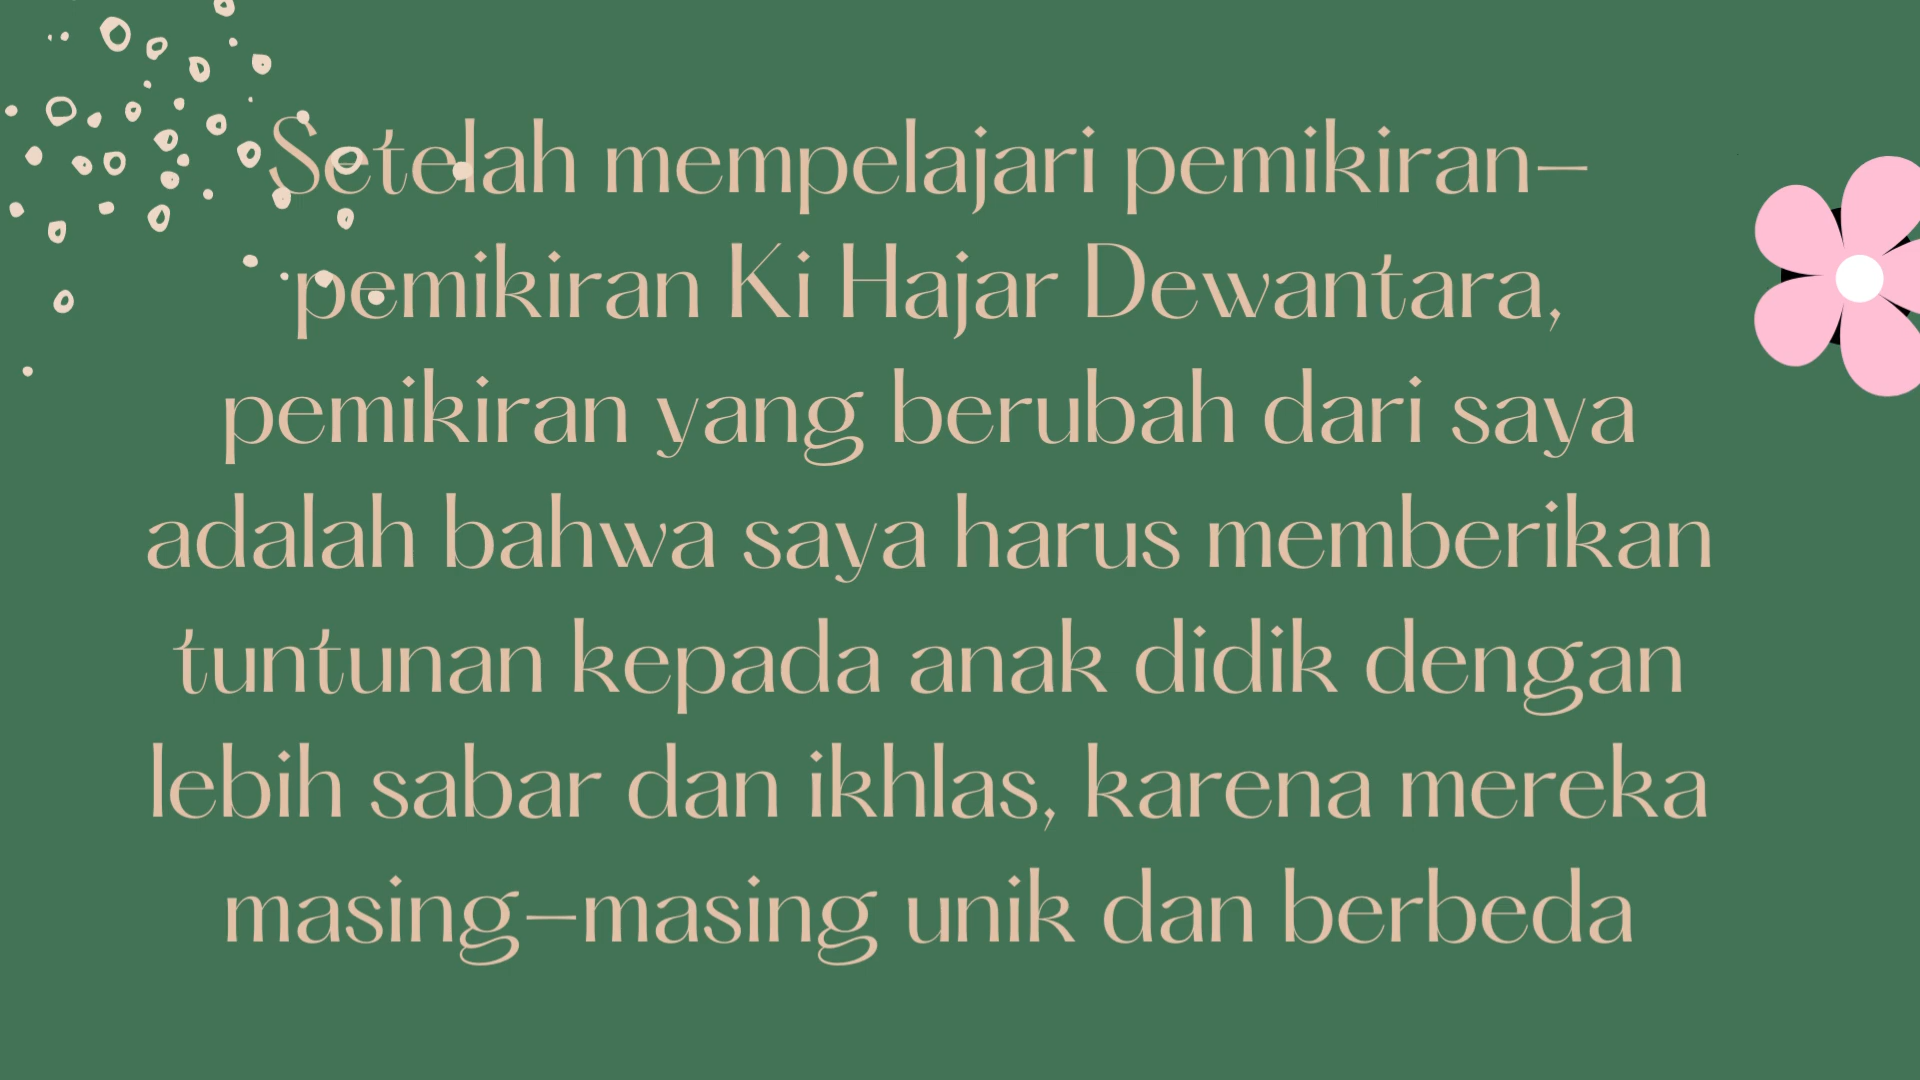 Setelah mempelajari pemikiran-
pemikiran Ki Hajar Dewantara,
pemikiran yang berubah dari saya
adalah bahwa saya harus memberikan
tuntunan kepada anak didik dengan
lebih sabar dan ikhlas, karena mereka
masing-masing unik dan berbeda